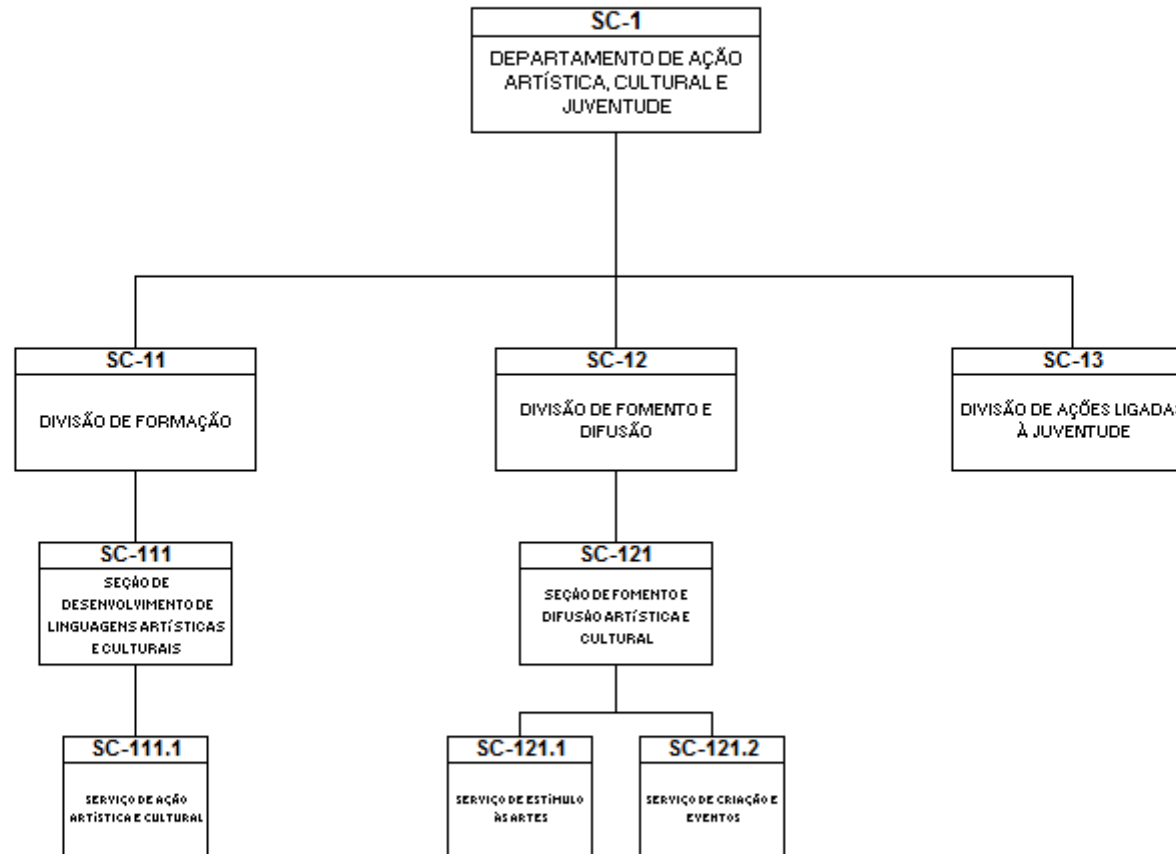 SC-1
DEPARTAMENTO DE AÇÃO
ARTÍSTICA, CULTURAL E
JUVENTUDE
SC-11
DIVISÃO DE FORMAÇÃO
SC-12
DIVISÃO DE FOMENTO E
DIFUSÃO
SC-13
DIVISÃO DE AÇÕES LIGADAS
À JUVENTUDE
SC-111
SEÇÃO DE
DESENVOLVIMENTO DE
LINGUAGENS ARTÍSTICAS
E CULTURAIS
SC-121
SEÇÃO DE FOMENTO E
DIFUSÃO ARTÍSTICA E
CULTURAL
SC-111.1
SERVIÇO DE AÇÃO
ARTÍSTICA E CULTURAL
SC-121.1
SERVIÇO DE ESTÍMULO
ÀS ARTES
SC-121.2
SERVIÇO DE CRIAÇÃO E
EVENTOS